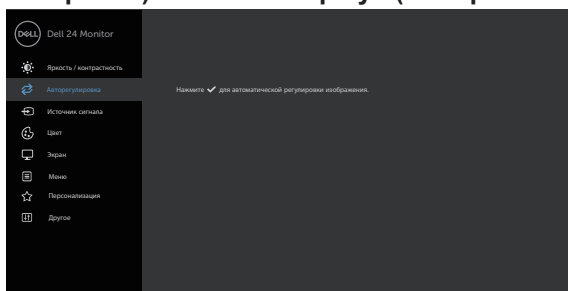 DELL
Dell 24 Monitor
Яркость / контрастность
Авторегулировка
Нажмите ✔ для автоматической регулировки изображения.
Источник сигнала
Цвет
Экран
Меню
Персонализация
Другое